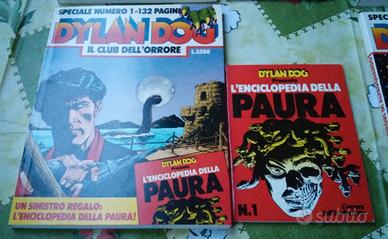 SPECIALE NUMERO 1-132 PAGINE
DYLAN DOG
IL CLUB DELL'ORRORE
L.3500
DYLAN DOG
L'ENCICLOPEDIA DELLA
PAURA
UN SINISTRO REGALO:
L'ENCICLOPEDIA DELLA PAURA!
DYLAN DOG
Presenta
L'ENCICLOPEDIA DELLA
PAURA
N.1
subito